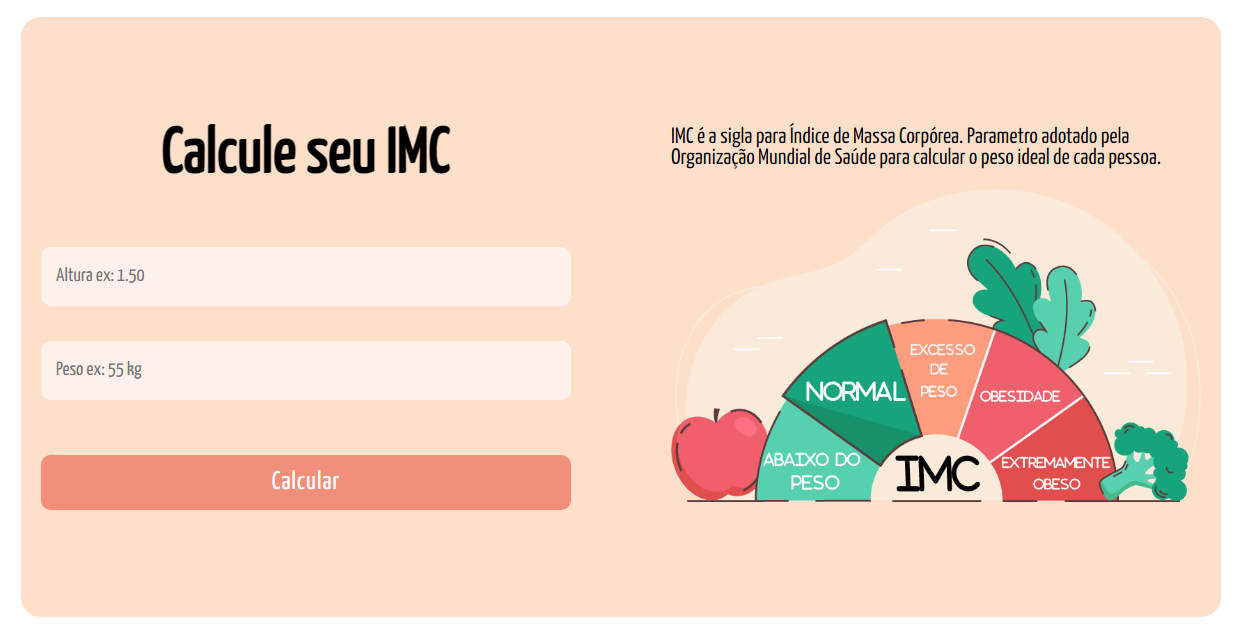 Calcule seu IMC
Altura ex: 1.50
Peso ex: 55 kg
Calcular
IMC é a sigla para Índice de Massa Corpórea. Parametro adotado pela
Organização Mundial de Saúde para calcular o peso ideal de cada pessoa.
ABAIXO DO
PESO
NORMAL
EXCESSO
DE
PESO
OBESIDADE
EXTREMAMENTE
OBESO
IMC